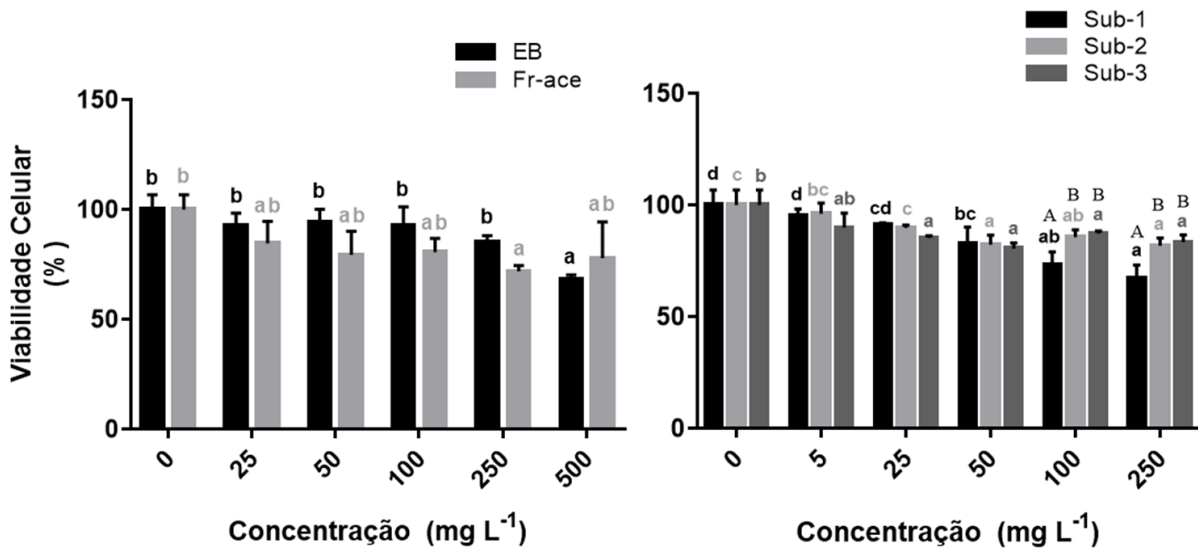 EB
Fr-ace
Viabilidade Celular
(% )
150
100
50
0
b b b ab b ab b ab b a a ab
0 25 50 100 250 500
Concentração (mg L⁻¹)
Sub-1
Sub-2
Sub-3
150
100
50
0
A B B A B B
d c b d bc ab cd c a bc a a ab ab a a a a
0 5 25 50 100 250
Concentração (mg L⁻¹)